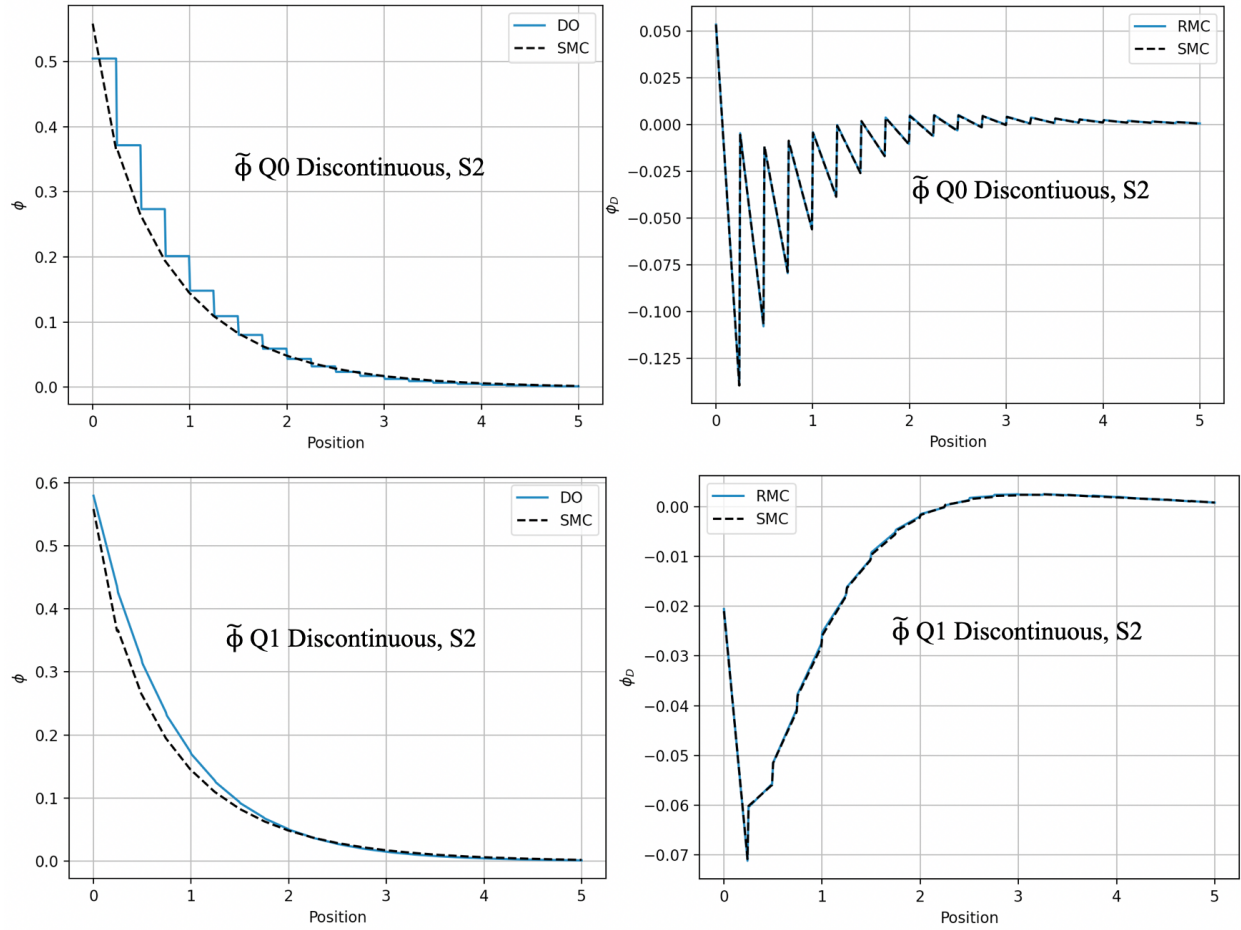 0.5
0.4
0.3
0.2
0.1
0.0
ϕ
DO
SMC
ϕ̃ Q0 Discontinuous, S2
0 1 2 3 4 5
Position
0.050
0.025
0.000
−0.025
−0.050
−0.075
−0.100
−0.125
ϕ_D
RMC
SMC
ϕ̃ Q0 Discontiuous, S2
0 1 2 3 4 5
Position
0.6
0.5
0.4
0.3
0.2
0.1
0.0
ϕ
DO
SMC
ϕ̃ Q1 Discontinuous, S2
0 1 2 3 4 5
Position
0.00
−0.01
−0.02
−0.03
−0.04
−0.05
−0.06
−0.07
ϕ_D
RMC
SMC
ϕ̃ Q1 Discontinuous, S2
0 1 2 3 4 5
Position